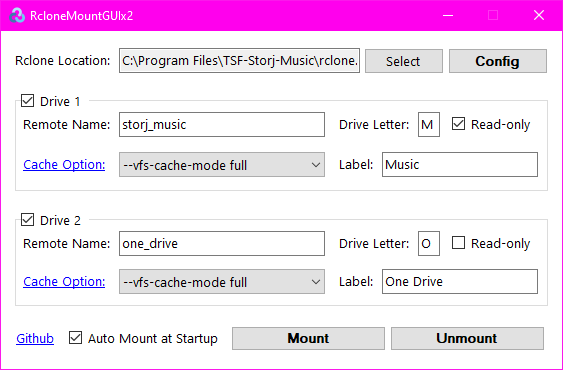 RcloneMountGUIx2
Rclone Location: C:\Program Files\TSF-Storj-Music\rclone. Select Config
Drive 1
Remote Name: storj_music Drive Letter: M Read-only
Cache Option: --vfs-cache-mode full Label: Music
Drive 2
Remote Name: one_drive Drive Letter: O Read-only
Cache Option: --vfs-cache-mode full Label: One Drive
Github Auto Mount at Startup Mount Unmount